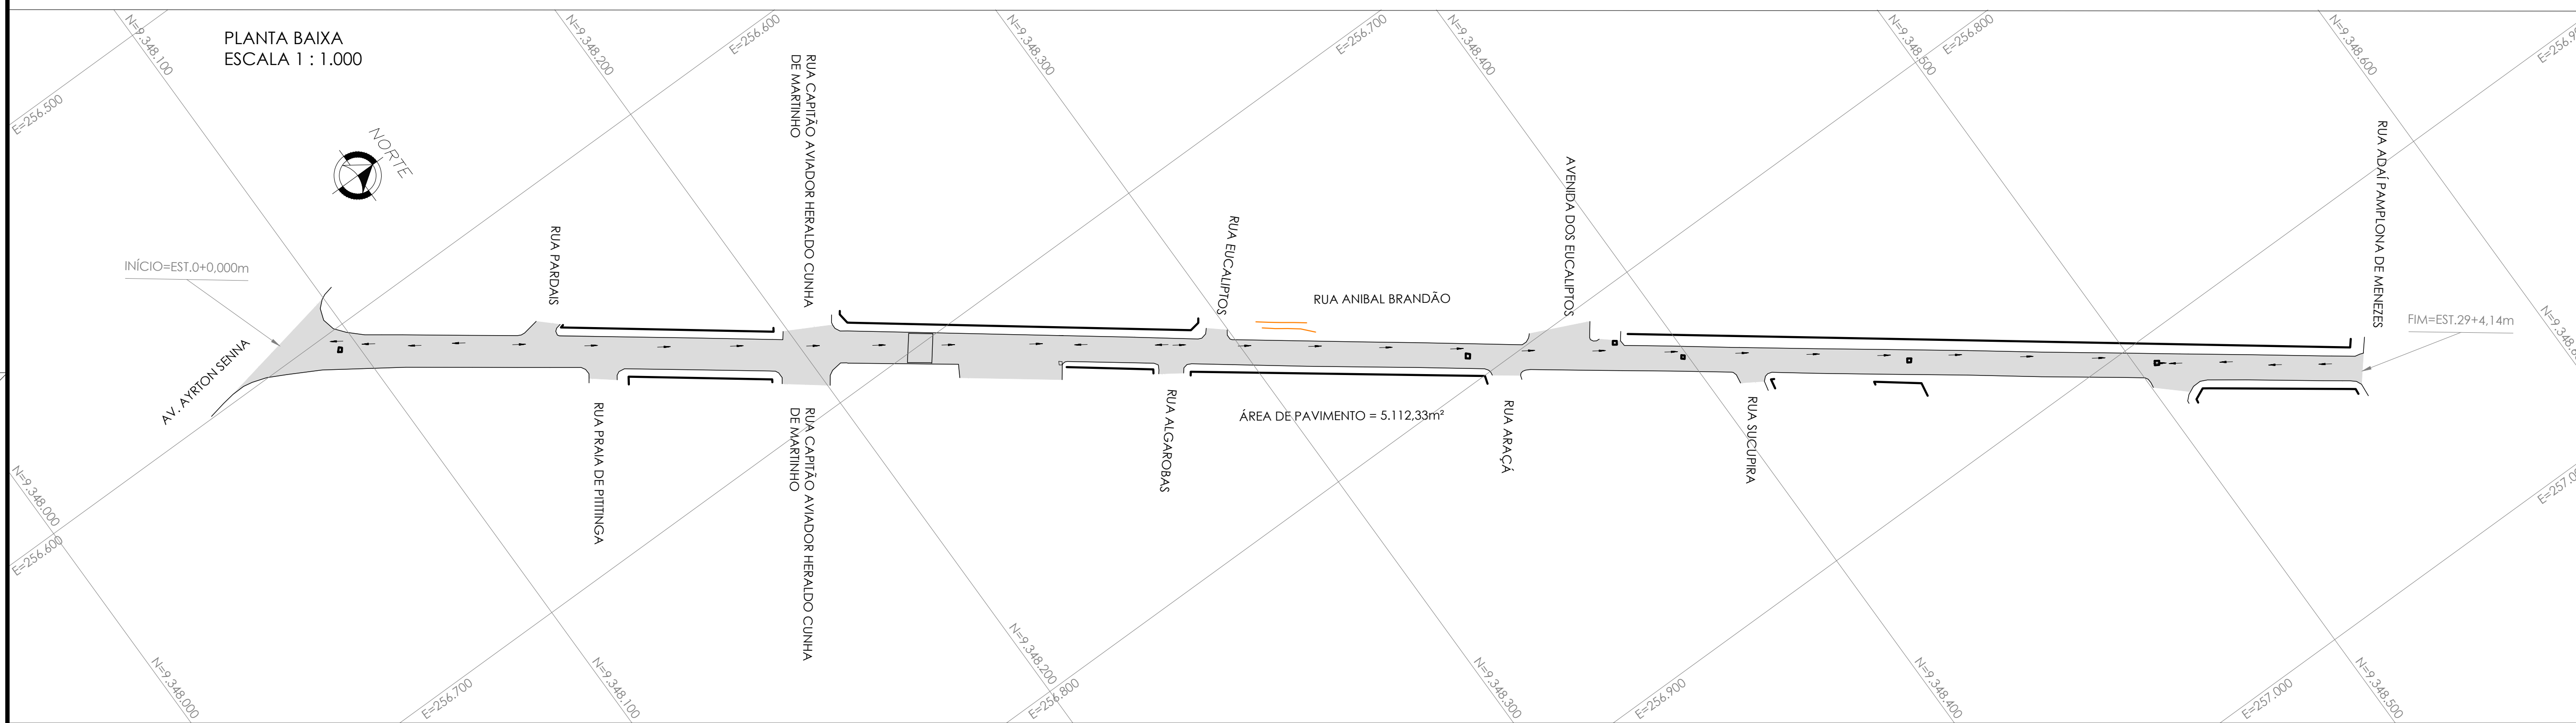 PLANTA BAIXA
ESCALA 1 : 1.000
NORTE
N=9.348.100
N=9.348.200
E=256.600
N=9.348.300
E=256.700
N=9.348.400
E=256.800
N=9.348.500
N=9.348.600
E=256.500
INÍCIO=EST.0+0,000m
AV. AYRTON SENNA
RUA PARDAIS
RUA CAPITÃO AVIADOR HERALDO CUNHA
DE MARTINHO
RUA EUCALIPTOS
RUA ANIBAL BRANDÃO
AVENIDA DOS EUCALIPTOS
RUA ADAÍ PAMPLONA DE MENEZES
FIM=EST.29+4,14m
RUA PRAIA DE PITITINGA
RUA CAPITÃO AVIADOR HERALDO CUNHA
DE MARTINHO
RUA ALGAROBAS
ÁREA DE PAVIMENTO = 5.112,33m²
RUA ARAÇÁ
RUA SUCUPIRA
N=9.348.000
E=256.600
N=9.348.000
E=256.700
N=9.348.100
N=9.348.200
E=256.800
N=9.348.300
E=256.900
N=9.348.400
E=257.000
N=9.348.500